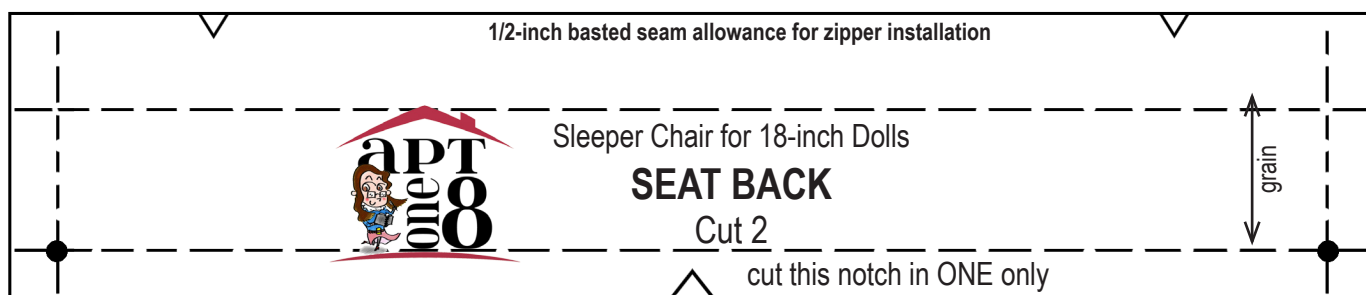 1/2-inch basted seam allowance for zipper installation
aPT
one
8
Sleeper Chair for 18-inch Dolls
SEAT BACK
Cut 2
grain
cut this notch in ONE only